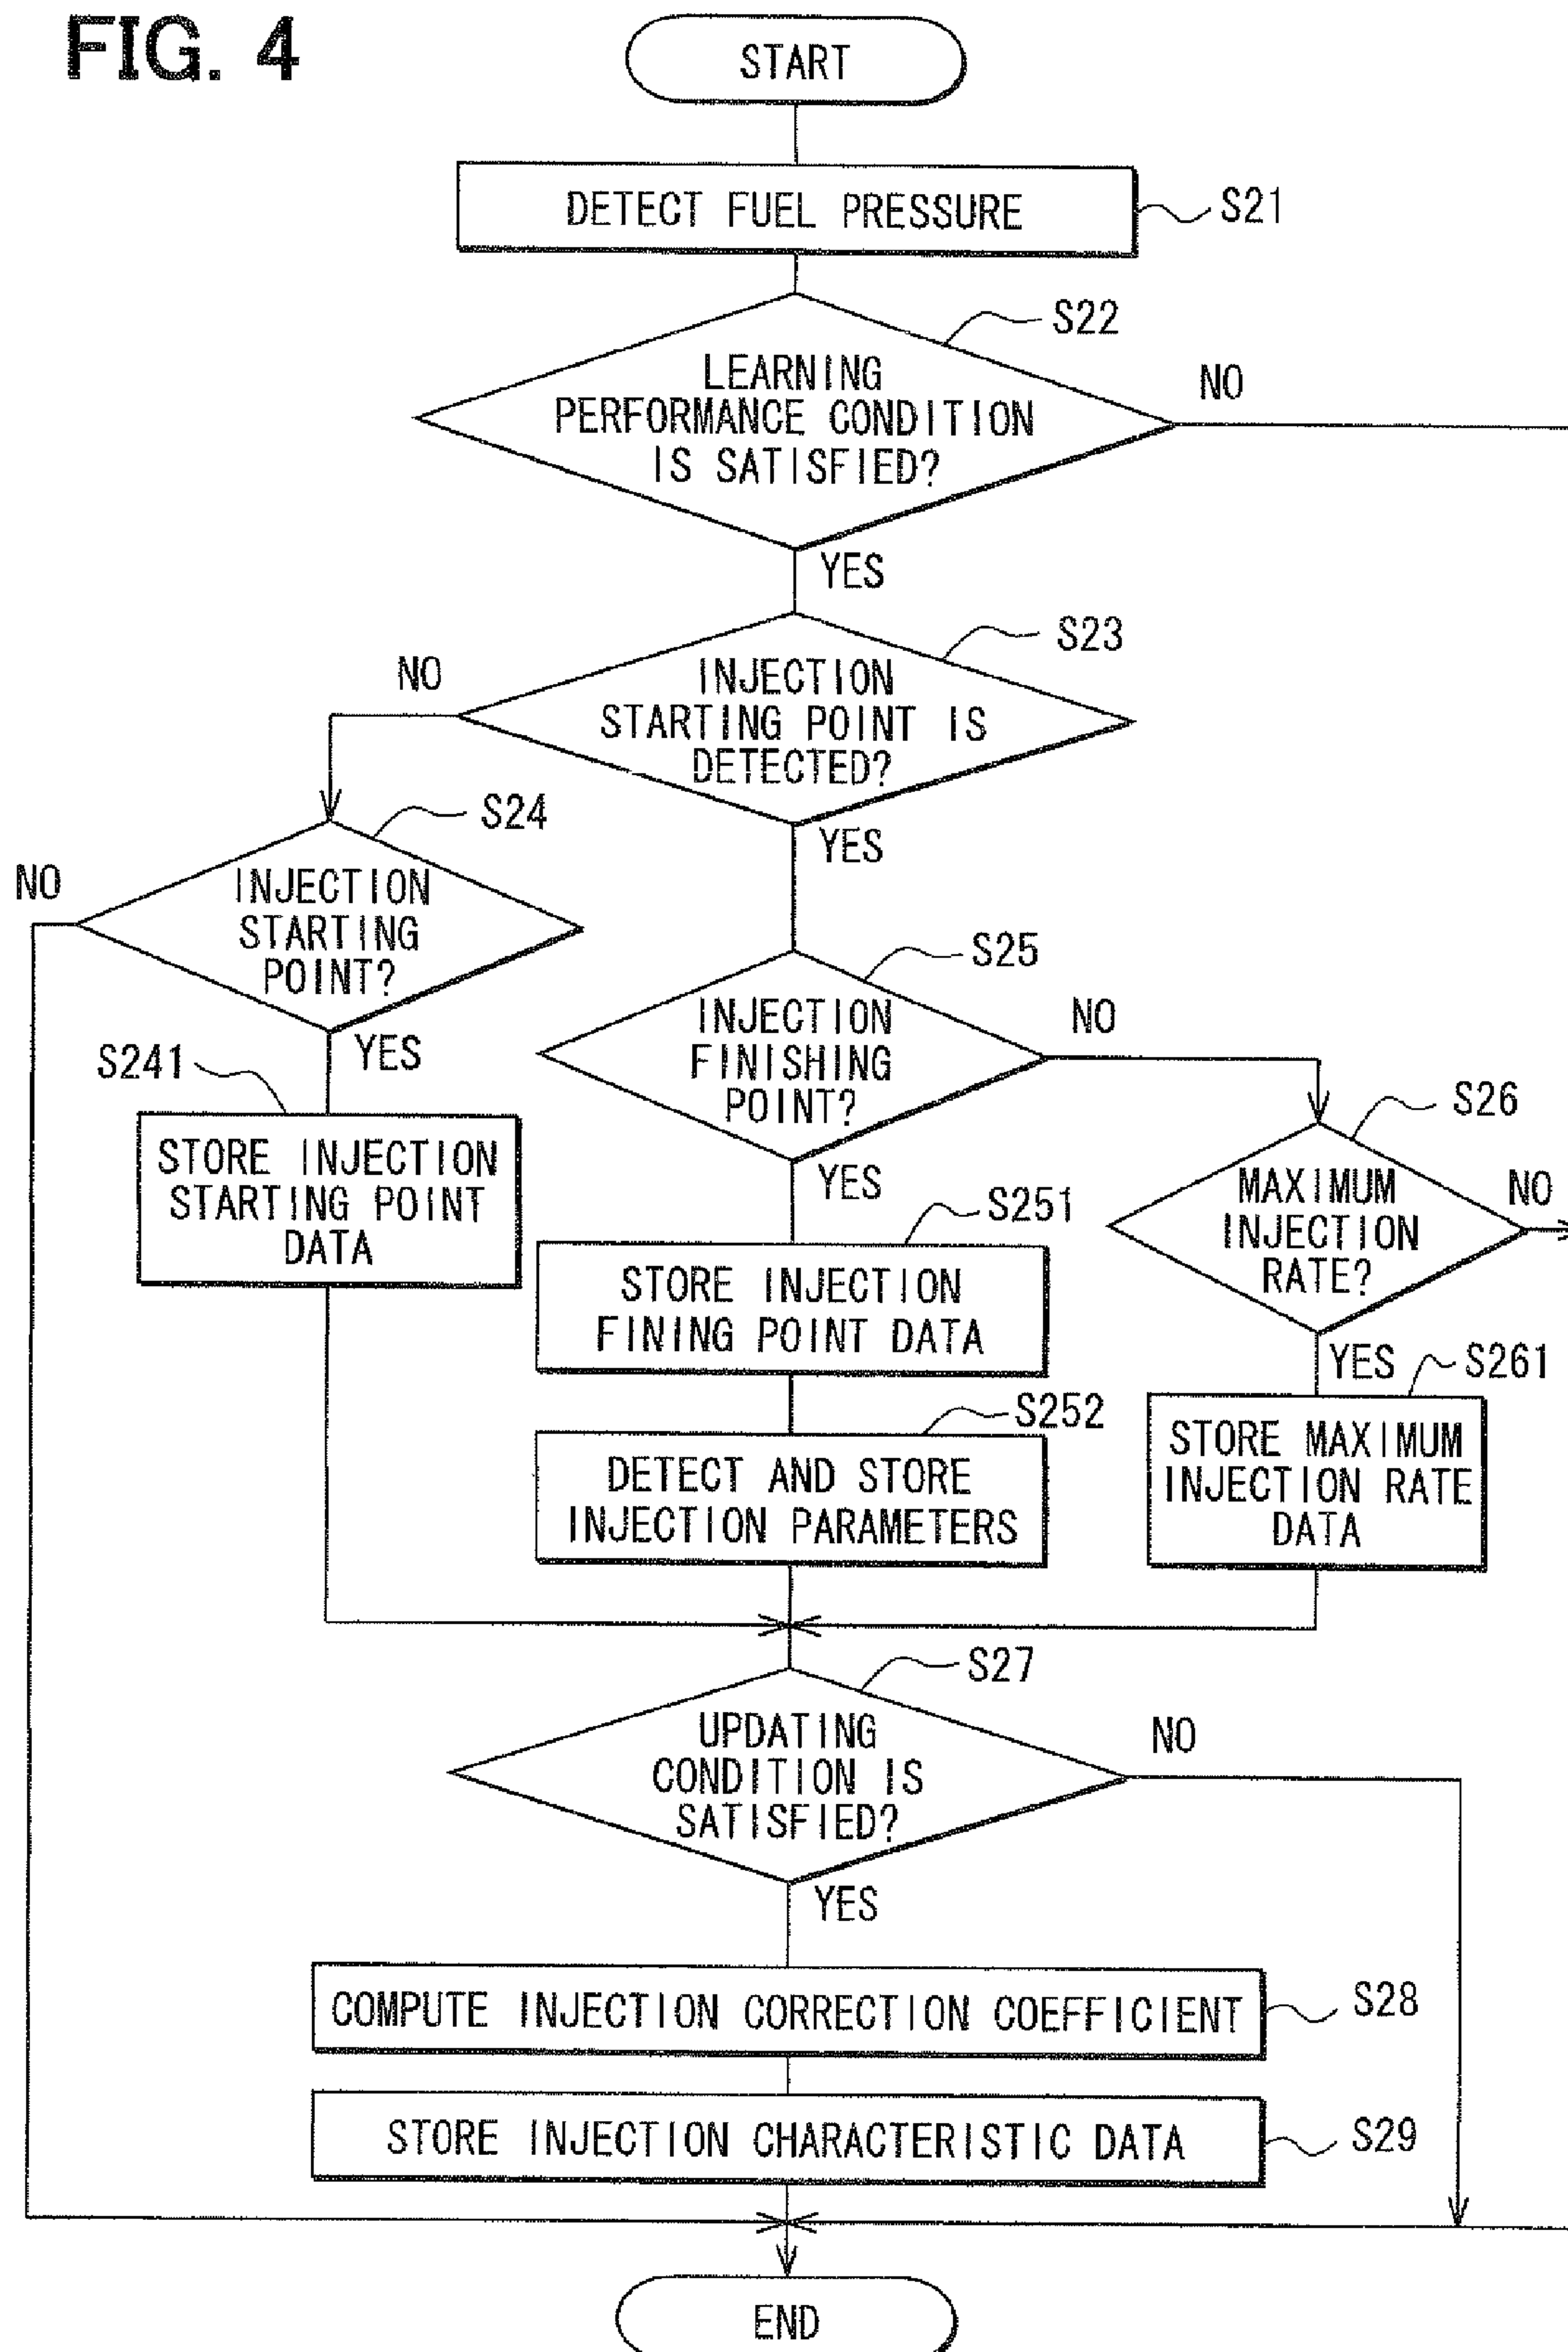 FIG. 4
START
DETECT FUEL PRESSURE
S21
S22
LEARNING
PERFORMANCE CONDITION
IS SATISFIED?
NO
YES
S23
NO
INJECTION
STARTING POINT IS
DETECTED?
YES
S24
NO
INJECTION
STARTING
POINT?
YES
S241
STORE INJECTION
STARTING POINT
DATA
S25
INJECTION
FINISHING
POINT?
NO
YES
S251
STORE INJECTION
FINING POINT DATA
S252
DETECT AND STORE
INJECTION PARAMETERS
S26
MAXIMUM
INJECTION
RATE?
NO
YES
S261
STORE MAXIMUM
INJECTION RATE
DATA
S27
UPDATING
CONDITION IS
SATISFIED?
NO
YES
COMPUTE INJECTION CORRECTION COEFFICIENT
S28
STORE INJECTION CHARACTERISTIC DATA
S29
END